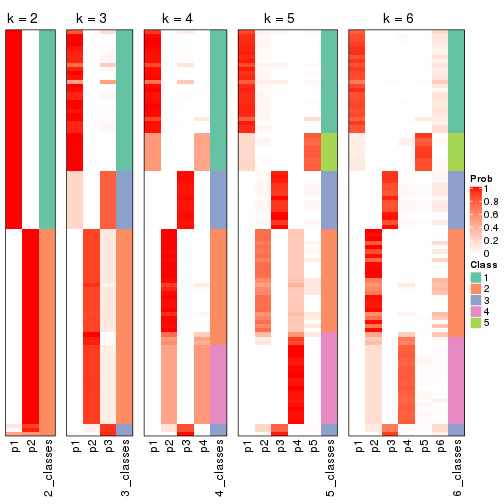 k = 2
k = 3
k = 4
k = 5
k = 6
Prob
1
0.8
0.6
0.4
0.2
0
Class
1
2
3
4
5
p1
p2
2_classes
p1
p2
p3
3_classes
p1
p2
p3
p4
4_classes
p1
p2
p3
p4
p5
5_classes
p1
p2
p3
p4
p5
p6
6_classes